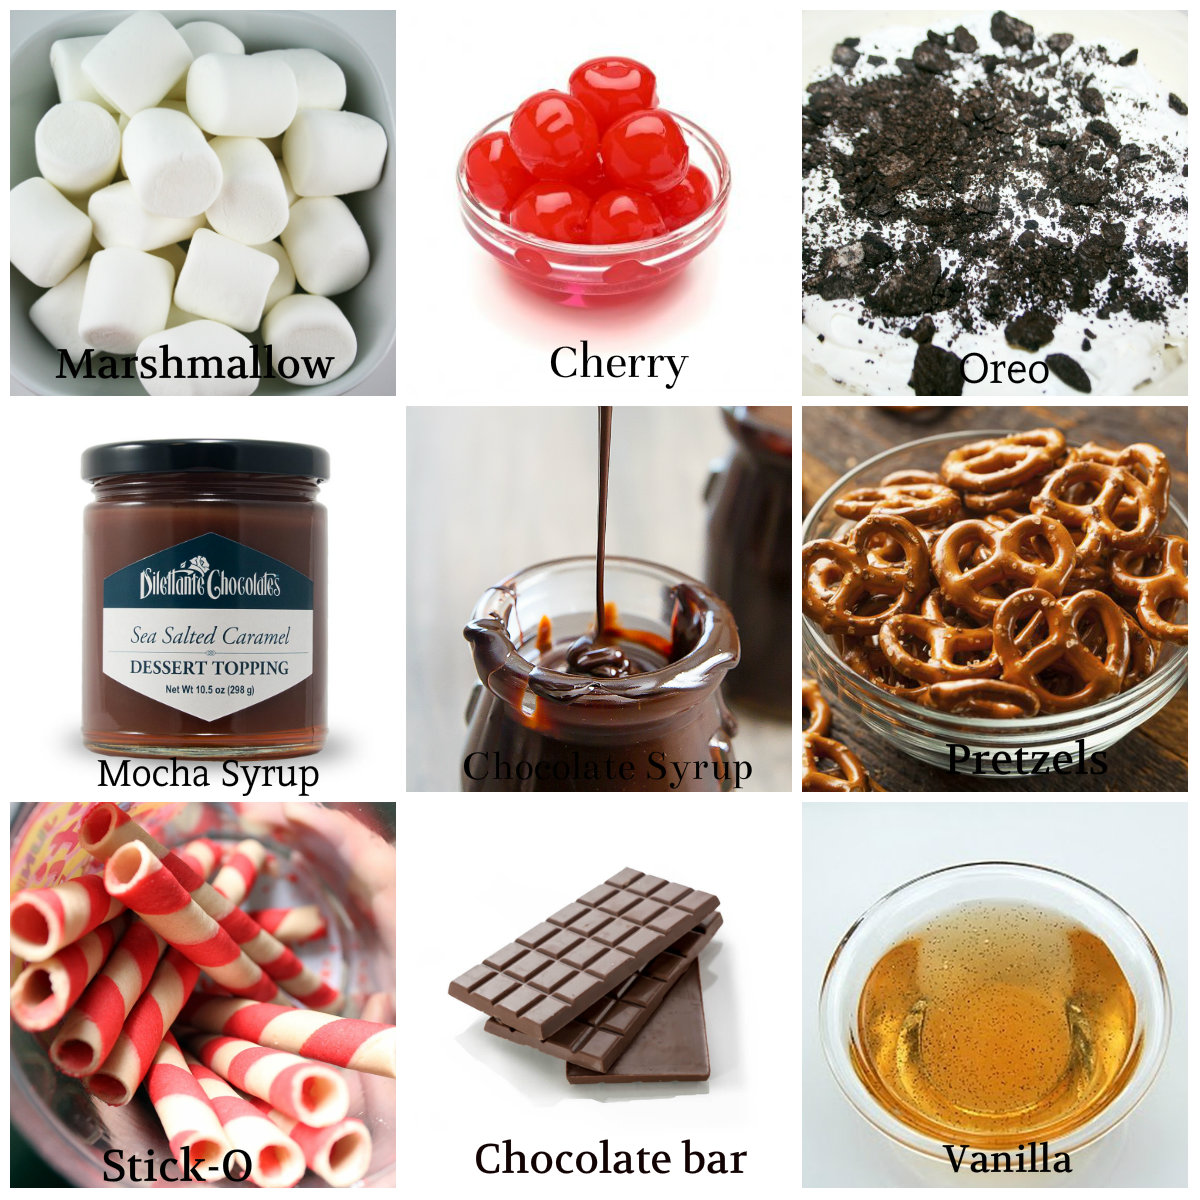 Marshmallow
Cherry
Oreo
Dilettante Chocolates
Sea Salted Caramel
DESSERT TOPPING
Net Wt 10.5 oz (298 g)
Mocha Syrup
Chocolate Syrup
Pretzels
Stick-O
Chocolate bar
Vanilla